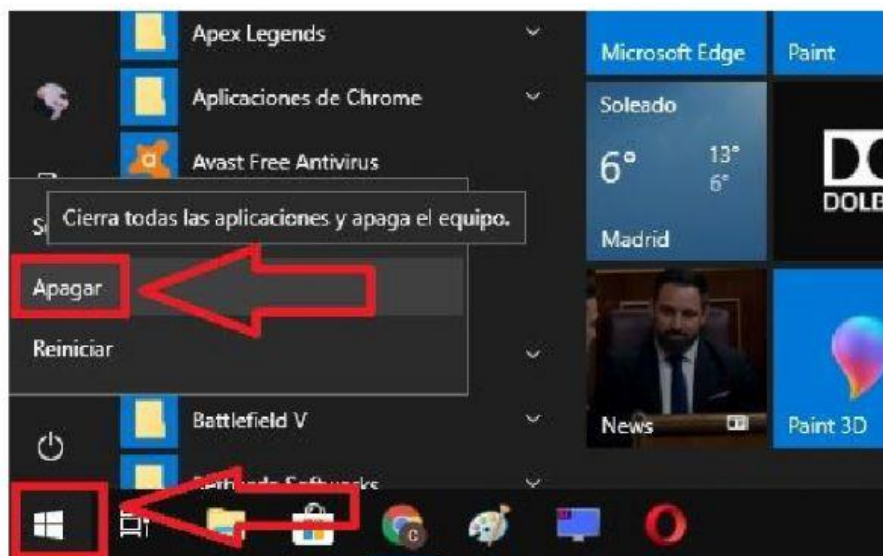 Apex Legends
Microsoft Edge
Paint
Aplicaciones de Chrome
Soleado
Avast Free Antivirus
6°
13°
6°
Cierra todas las aplicaciones y apaga el equipo.
Madrid
Apagar
Reiniciar
Battlefield V
News
Paint 3D